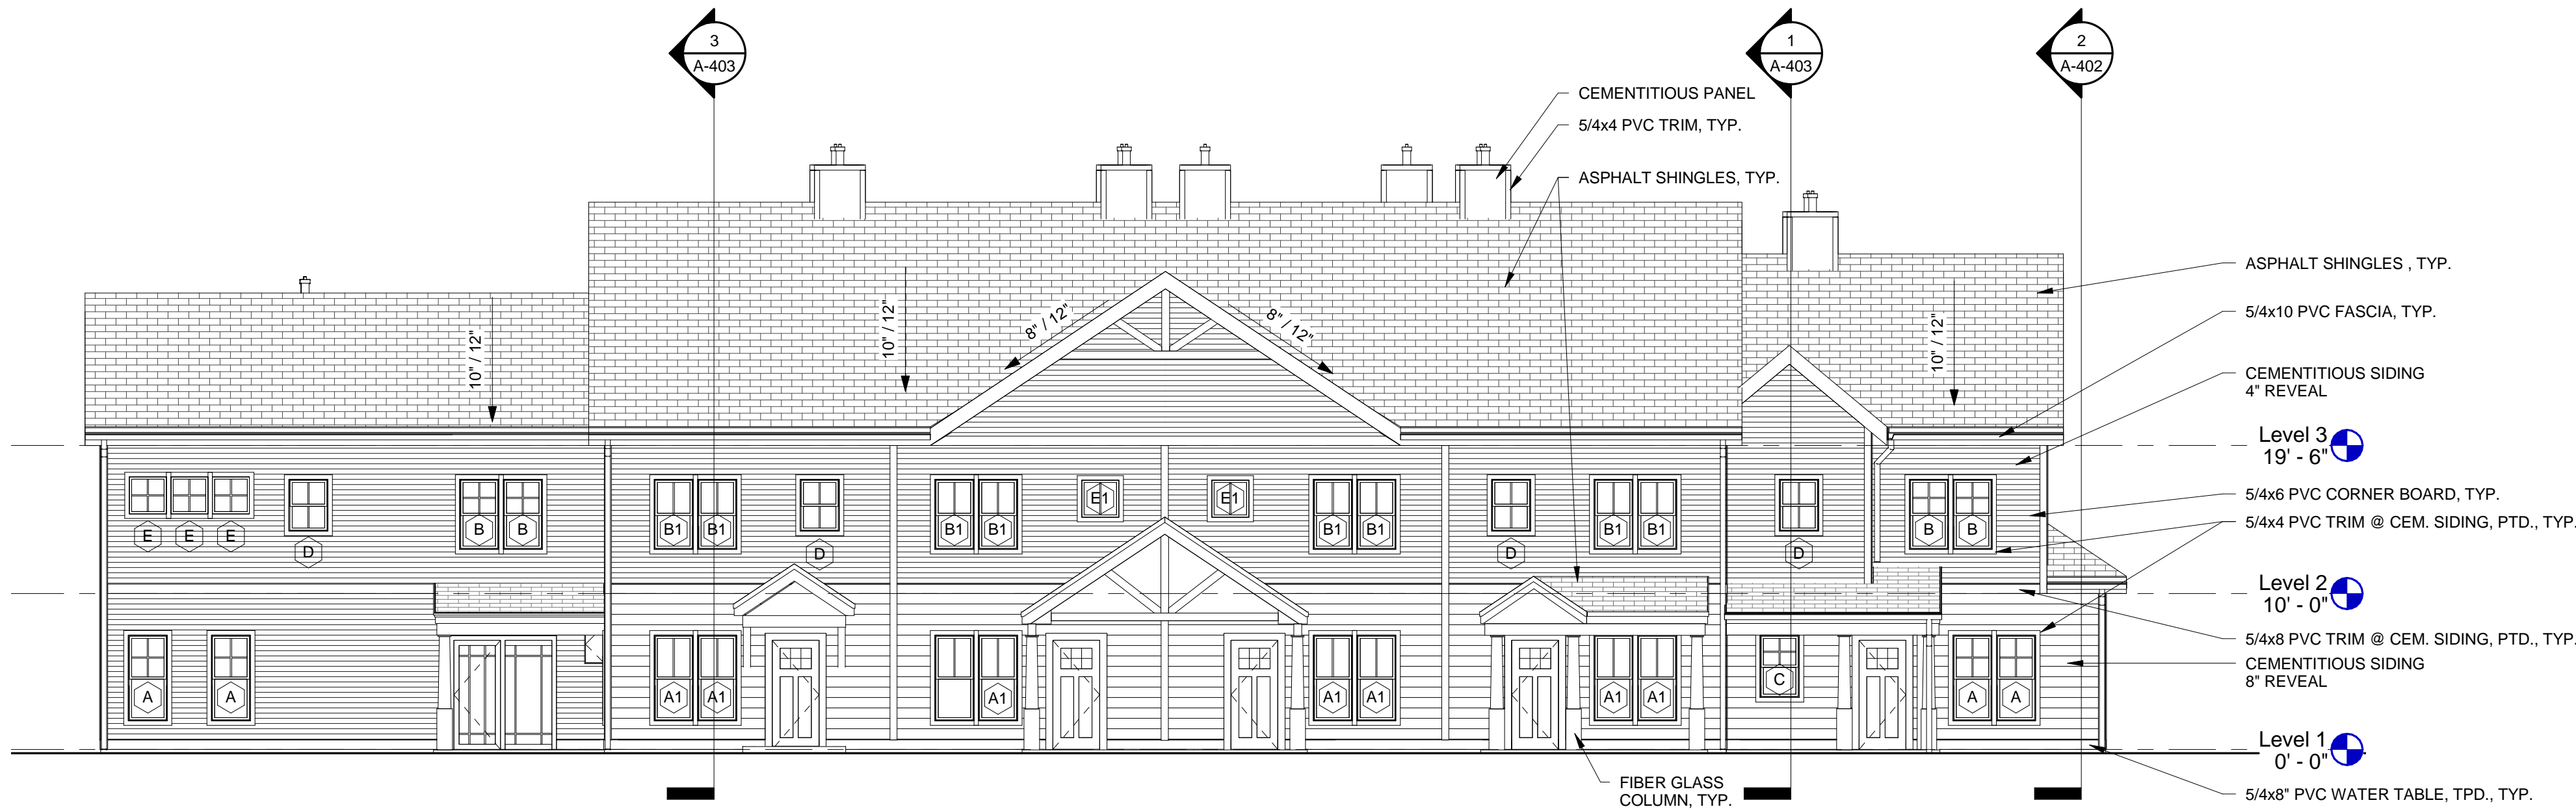 3
A-403
1
A-403
2
A-402
CEMENTITIOUS PANEL
5/4x4 PVC TRIM, TYP.
ASPHALT SHINGLES, TYP.
ASPHALT SHINGLES , TYP.
5/4x10 PVC FASCIA, TYP.
CEMENTITIOUS SIDING
4" REVEAL
10" / 12"
10" / 12"
8" / 12"
8" / 12"
10" / 12"
Level 3
19' - 6"
5/4x6 PVC CORNER BOARD, TYP.
5/4x4 PVC TRIM @ CEM. SIDING, PTD., TYP.
E E E D B B B1 B1 D B1 B1 E1 E1 B1 B1 D B1 B1 D B B
Level 2
10' - 0"
5/4x8 PVC TRIM @ CEM. SIDING, PTD., TYP.
CEMENTITIOUS SIDING
8" REVEAL
A A A1 A1 A1 A1 A1 A1 A1 C A A
Level 1
0' - 0"
FIBER GLASS
COLUMN, TYP.
5/4x8" PVC WATER TABLE, TPD., TYP.